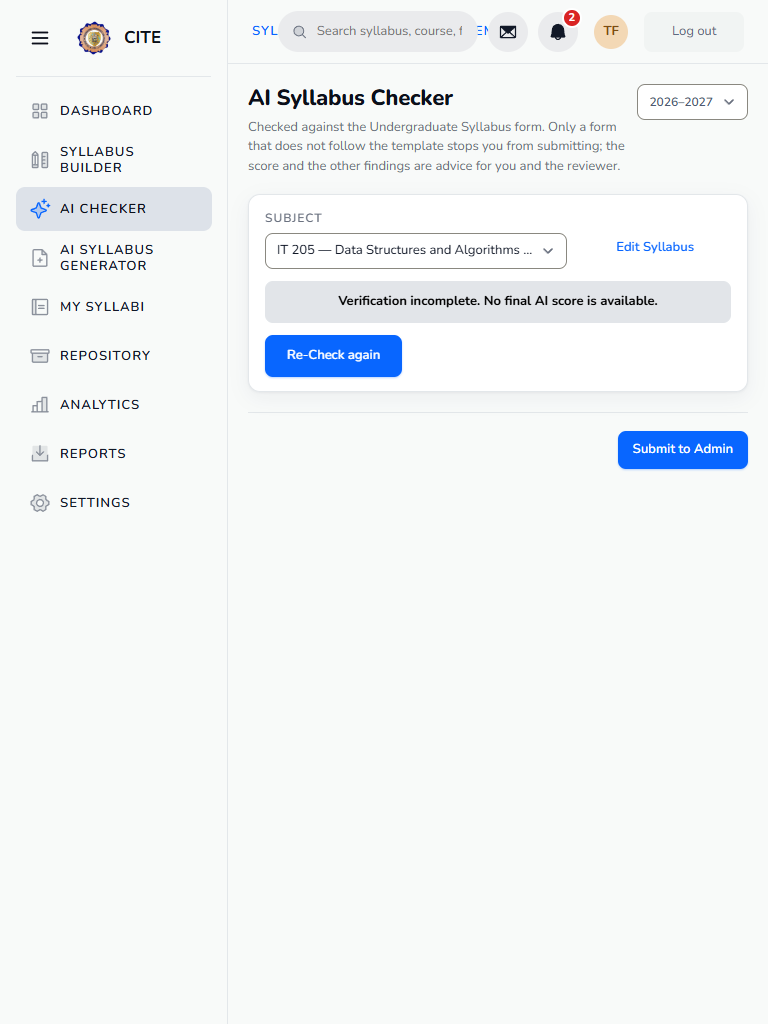 CITE
SYL
Search syllabus, course, f
2
TF
Log out
DASHBOARD
SYLLABUS
BUILDER
AI CHECKER
AI SYLLABUS
GENERATOR
MY SYLLABI
REPOSITORY
ANALYTICS
REPORTS
SETTINGS
AI Syllabus Checker
2026–2027
Checked against the Undergraduate Syllabus form. Only a form
that does not follow the template stops you from submitting; the
score and the other findings are advice for you and the reviewer.
SUBJECT
IT 205 — Data Structures and Algorithms ...
Edit Syllabus
Verification incomplete. No final AI score is available.
Re-Check again
Submit to Admin